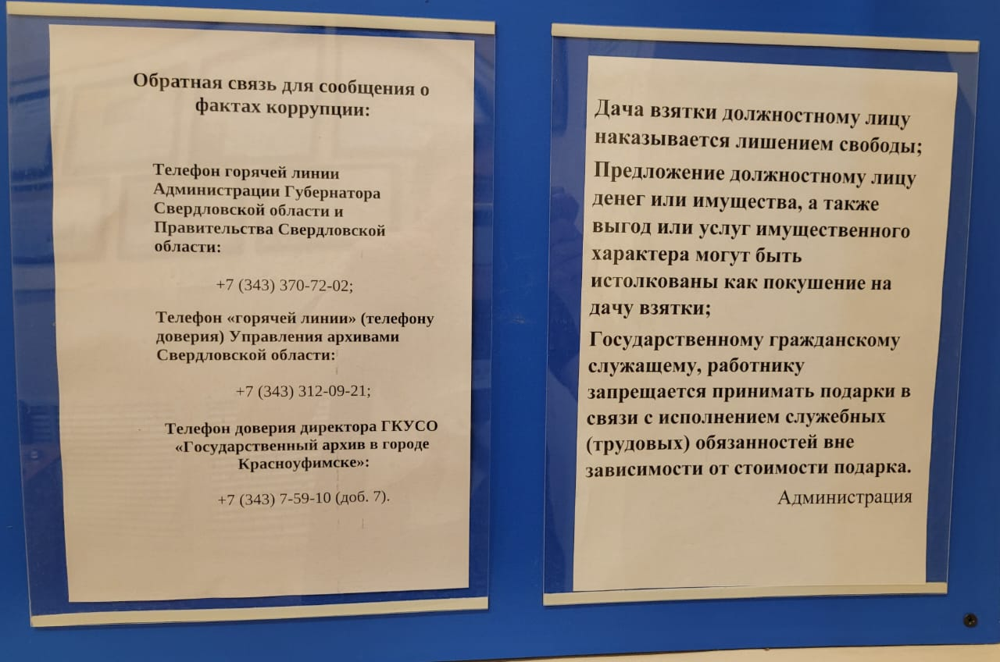 Обратная связь для сообщения о
фактах коррупции:
Телефон горячей линии
Администрации Губернатора
Свердловской области и
Правительства Свердловской
области:
+7 (343) 370-72-02;
Телефон «горячей линии» (телефону
доверия) Управления архивами
Свердловской области:
+7 (343) 312-09-21;
Телефон доверия директора ГКУСО
«Государственный архив в городе
Красноуфимске»:
+7 (343) 7-59-10 (доб. 7).
Дача взятки должностному лицу
наказывается лишением свободы;
Предложение должностному лицу
денег или имущества, а также
выгод или услуг имущественного
характера могут быть
истолкованы как покушение на
дачу взятки;
Государственному гражданскому
служащему, работнику
запрещается принимать подарки в
связи с исполнением служебных
(трудовых) обязанностей вне
зависимости от стоимости подарка.
Администрация